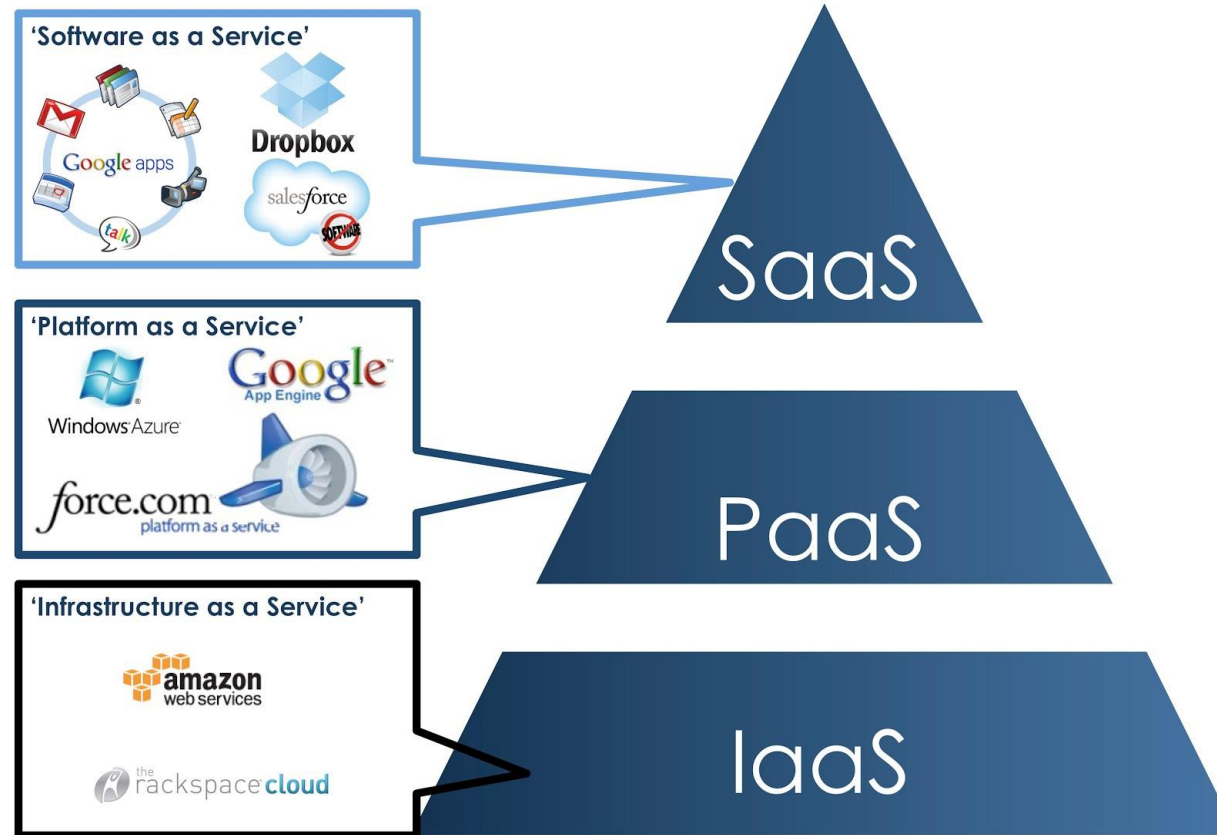 ‘Software as a Service’
Google apps
talk
Dropbox
salesforce
SOFTWARE
SaaS
‘Platform as a Service’
Windows Azure
Google™
App Engine
force.com
platform as a service
PaaS
‘Infrastructure as a Service’
amazon
web services
the
rackspace cloud
IaaS